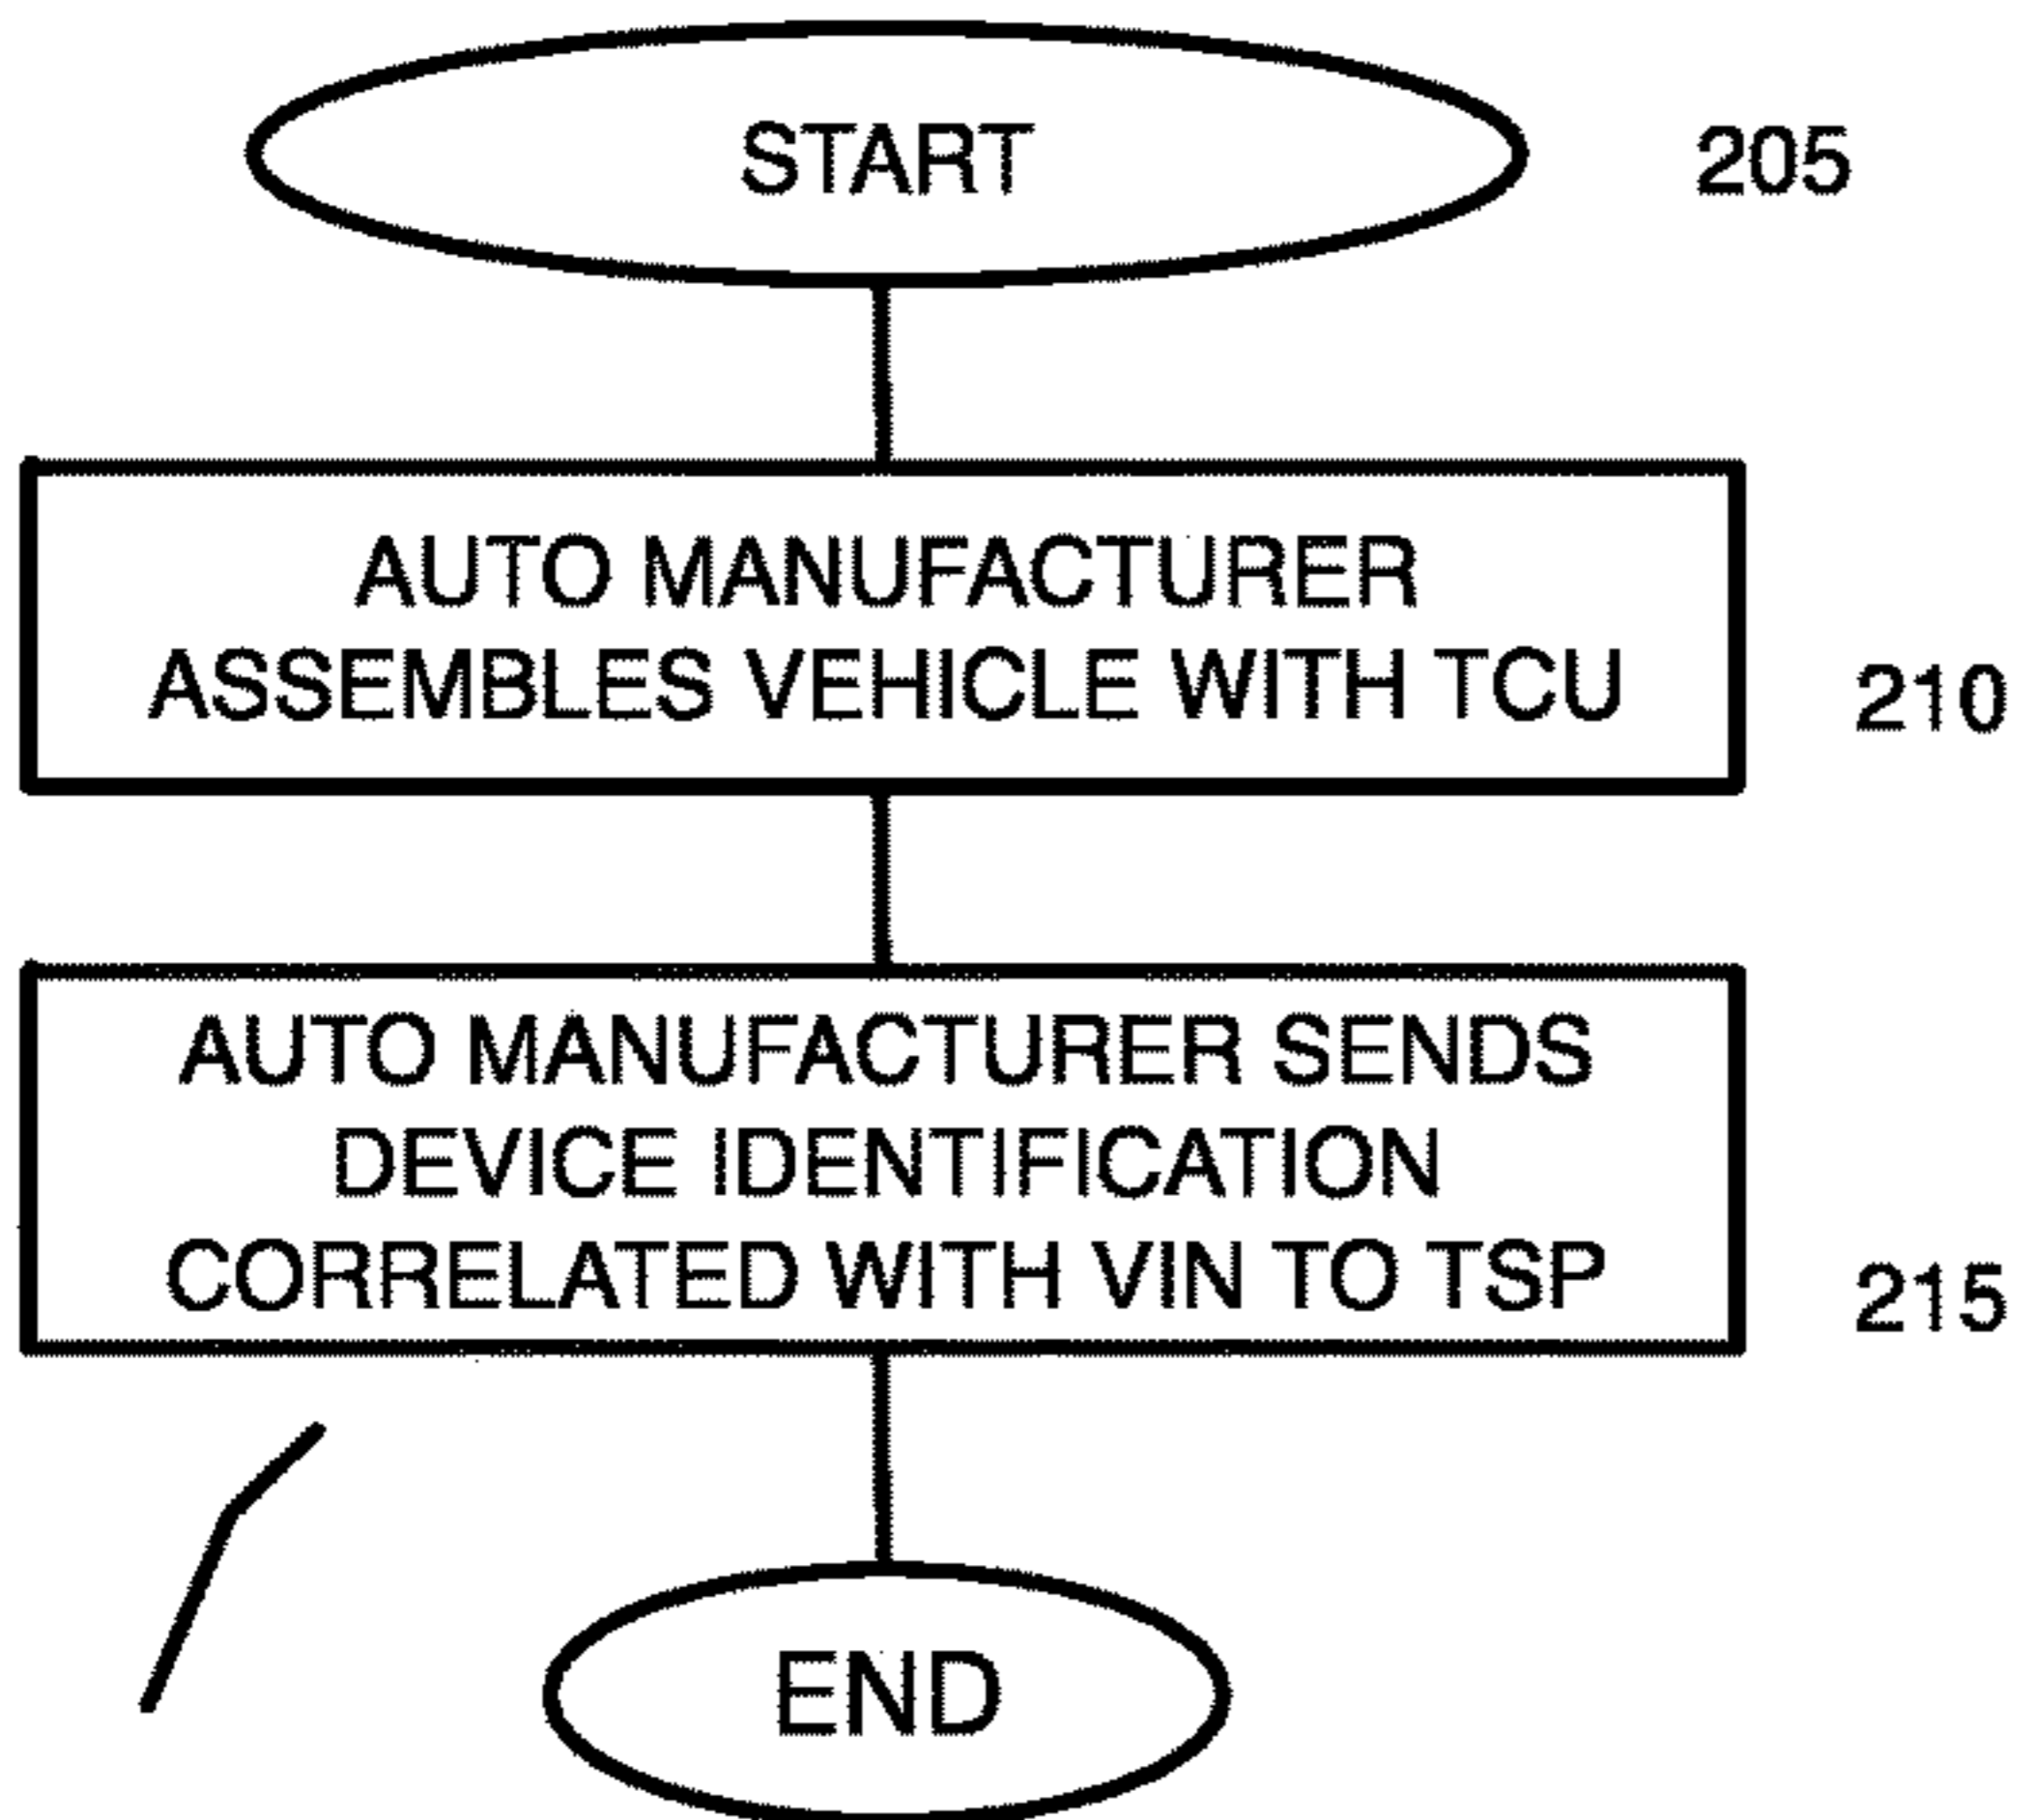 START
205
AUTO MANUFACTURER
ASSEMBLES VEHICLE WITH TCU
210
AUTO MANUFACTURER SENDS
DEVICE IDENTIFICATION
CORRELATED WITH VIN TO TSP
215
END